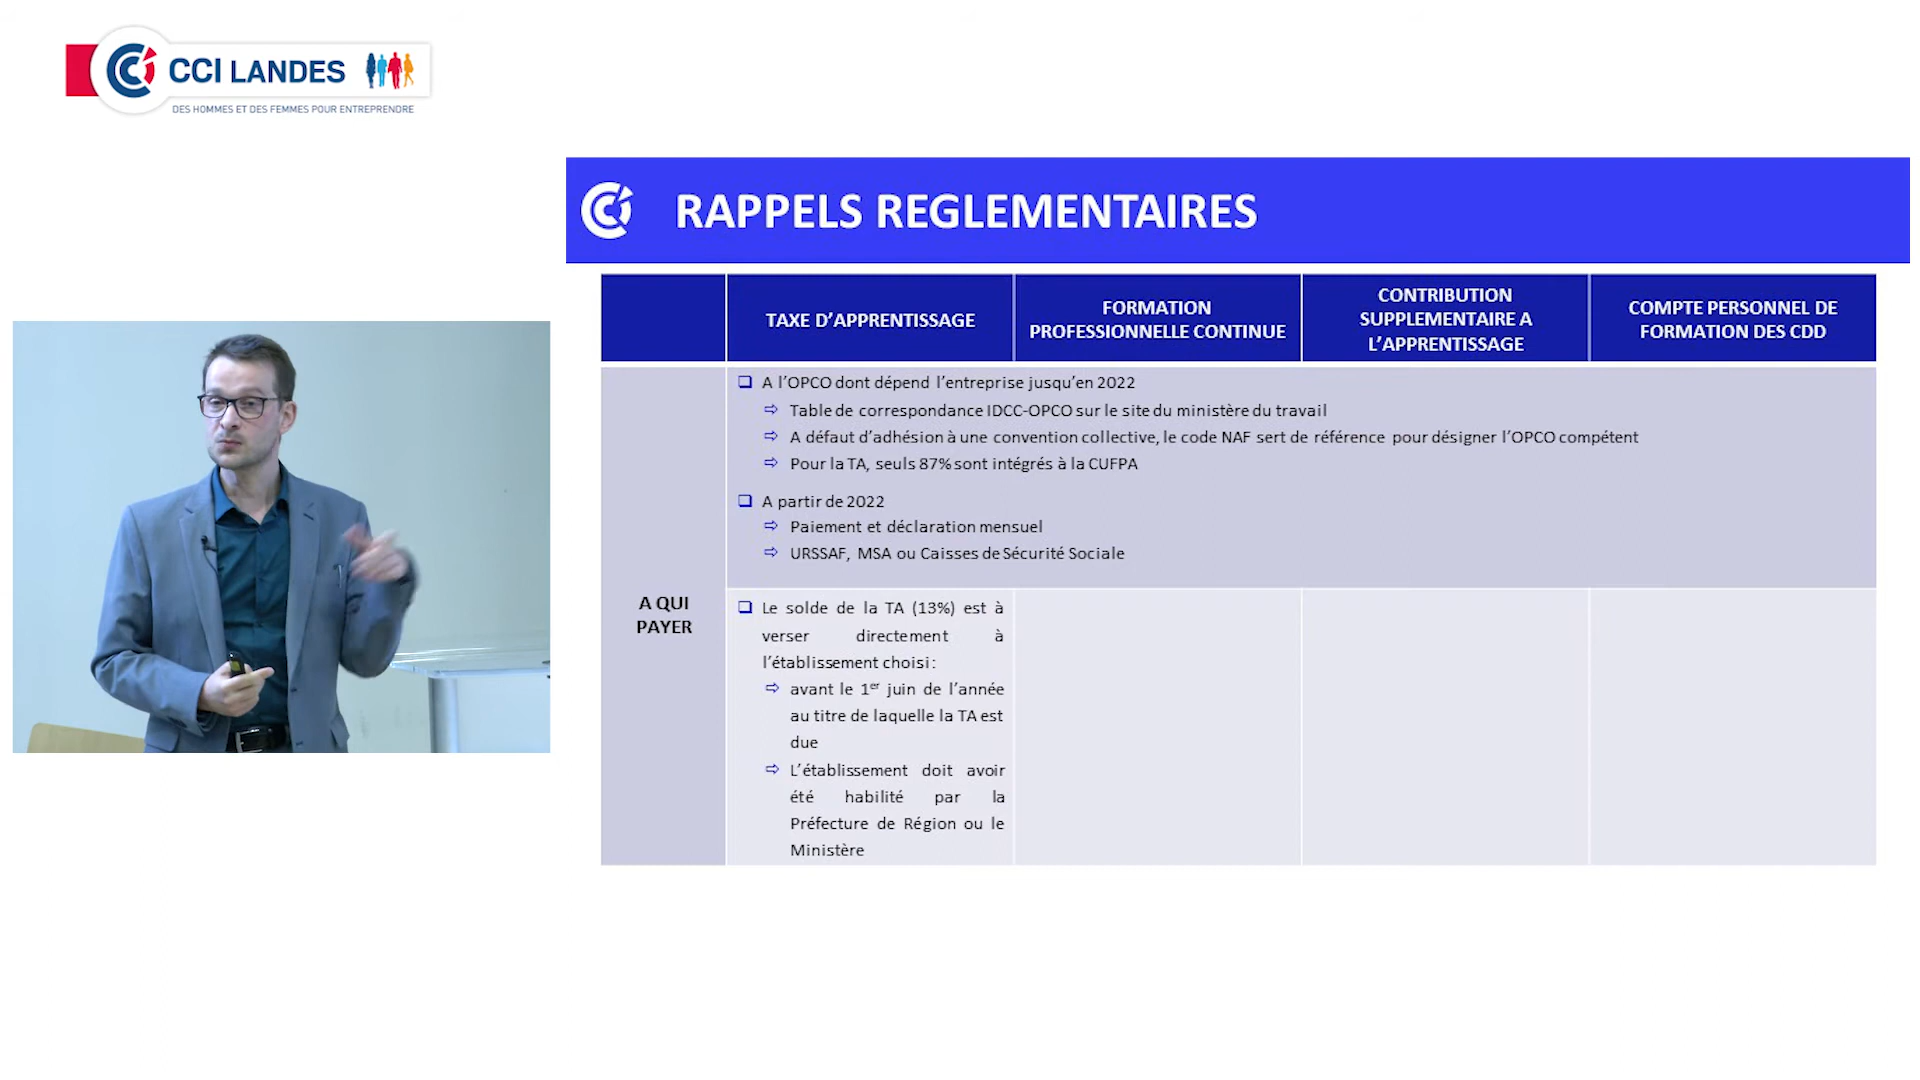 CCI LANDES
DES HOMMES ET DES FEMMES POUR ENTREPRENDRE
RAPPELS REGLEMENTAIRES
TAXE D’APPRENTISSAGE
FORMATION
PROFESSIONNELLE CONTINUE
CONTRIBUTION
SUPPLEMENTAIRE A
L’APPRENTISSAGE
COMPTE PERSONNEL DE
FORMATION DES CDD
A QUI
PAYER
A l’OPCO dont dépend l’entreprise jusqu’en 2022
Table de correspondance IDCC-OPCO sur le site du ministère du travail
A défaut d’adhésion à une convention collective, le code NAF sert de référence pour désigner l’OPCO compétent
Pour la TA, seuls 87% sont intégrés à la CUFPA
A partir de 2022
Paiement et déclaration mensuel
URSSAF, MSA ou Caisses de Sécurité Sociale
Le solde de la TA (13%) est à
verser directement à
l’établissement choisi :
avant le 1er juin de l’année
au titre de laquelle la TA est
due
L’établissement doit avoir
été habilité par la
Préfecture de Région ou le
Ministère